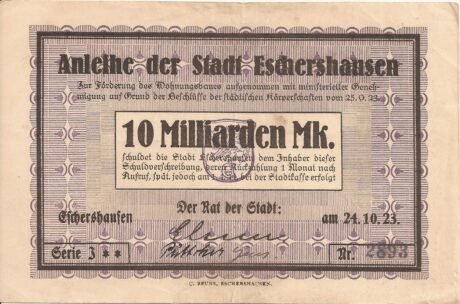 Anleihe der Stadt Eschershausen
Zur Förderung des Wohnungsbaues aufgenommen mit ministerieller Geneh-
migung auf Grund der Beschlüsse der städtischen Körperschaften vom 25.9.23.
10 Milliarden Mk.
schuldet die Stadt Eschershausen dem Inhaber dieser
Schuldverschreibung, deren Rückzahlung 1 Monat nach
Aufruf, spät. jedoch am bei der Stadtkasse erfolgt
Der Rat der Stadt:
Eschershausen am 24.10.23.
Serie J ** Nr. 2893
C. BRUNS, ESCHERSHAUSEN.